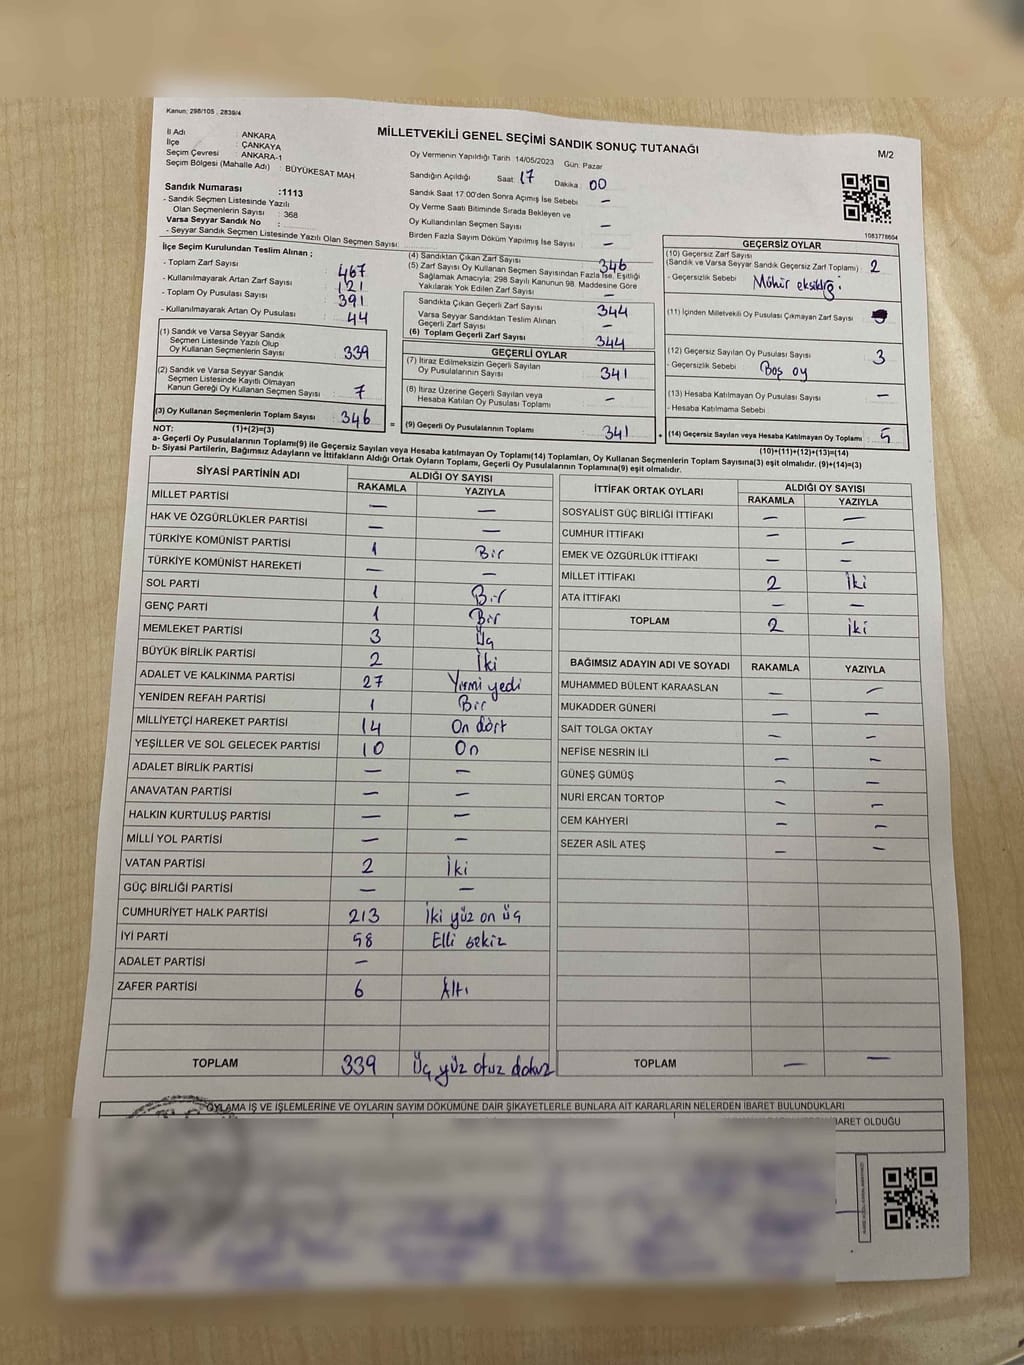 Kanun: 298/105 , 2839/4
MİLLETVEKİLİ GENEL SEÇİMİ SANDIK SONUÇ TUTANAĞI
M/2
İl Adı : ANKARA
İlçe : ÇANKAYA
Seçim Çevresi : ANKARA-1
Seçim Bölgesi (Mahalle Adı) : BÜYÜKESAT MAH
Sandık Numarası :1113
- Sandık Seçmen Listesinde Yazılı
Olan Seçmenlerin Sayısı : 368
Varsa Seyyar Sandık No :
- Seyyar Sandık Seçmen Listesinde Yazılı Olan Seçmen Sayısı:
Oy Vermenin Yapıldığı Tarih 14/05/2023 Gün: Pazar
Sandığın Açıldığı Saat 17 Dakika 00
Sandık Saat 17:00'den Sonra Açımış İse Sebebi –
Oy Verme Saati Bitiminde Sırada Bekleyen ve
Oy Kullandırılan Seçmen Sayısı –
Birden Fazla Sayım Döküm Yapılmış İse Sayısı –
1083778604
İlçe Seçim Kurulundan Teslim Alınan ;
- Toplam Zarf Sayısı : 467
- Kullanılmayarak Artan Zarf Sayısı : 121
- Toplam Oy Pusulası Sayısı : 391
- Kullanılmayarak Artan Oy Pusulası : 44
(1) Sandık ve Varsa Seyyar Sandık
Seçmen Listesinde Yazılı Olup
Oy Kullanan Seçmenlerin Sayısı 339
(2) Sandık ve Varsa Seyyar Sandık
Seçmen Listesinde Kayıtlı Olmayan
Kanun Gereği Oy Kullanan Seçmen Sayısı 7
(3) Oy Kullanan Seçmenlerin Toplam Sayısı 346
(4) Sandıktan Çıkan Zarf Sayısı 346
(5) Zarf Sayısı Oy Kullanan Seçmen Sayısından Fazla İse, Eşitliği
Sağlamak Amacıyla; 298 Sayılı Kanunun 98. Maddesine Göre
Yakılarak Yok Edilen Zarf Sayısı –
Sandıkta Çıkan Geçerli Zarf Sayısı 344
Varsa Seyyar Sandıktan Teslim Alınan
Geçerli Zarf Sayısı –
(6) Toplam Geçerli Zarf Sayısı 344
GEÇERLİ OYLAR
(7) İtiraz Edilmeksizin Geçerli Sayılan
Oy Pusulalarının Sayısı 341
(8) İtiraz Üzerine Geçerli Sayılan veya
Hesaba Katılan Oy Pusulası Toplamı –
= (9) Geçerli Oy Pusulalarının Toplamı 341
GEÇERSİZ OYLAR
(10) Geçersiz Zarf Sayısı
(Sandık ve Varsa Seyyar Sandık Geçersiz Zarf Toplamı) 2
- Geçersizlik Sebebi Mühür eksikliği
(11) İçinden Milletvekili Oy Pusulası Çıkmayan Zarf Sayısı
(12) Geçersiz Sayılan Oy Pusulası Sayısı 3
- Geçersizlik Sebebi Boş oy
(13) Hesaba Katılmayan Oy Pusulası Sayısı –
- Hesaba Katılmama Sebebi
+ (14) Geçersiz Sayılan veya Hesaba Katılmayan Oy Toplamı 5
NOT: (1)+(2)=(3)
(10)+(11)+(12)+(13)=(14)
a- Geçerli Oy Pusulalarının Toplamı(9) ile Geçersiz Sayılan veya Hesaba katılmayan Oy Toplamı(14) Toplamları, Oy Kullanan Seçmenlerin Toplam Sayısına(3) eşit olmalıdır. (9)+(14)=(3)
b- Siyasi Partilerin, Bağımsız Adayların ve İttifakların Aldığı Ortak Oyların Toplamı, Geçerli Oy Pusulalarının Toplamına(9) eşit olmalıdır.
SİYASİ PARTİNİN ADI ALDIĞI OY SAYISI
RAKAMLA YAZIYLA
MİLLET PARTİSİ – –
HAK VE ÖZGÜRLÜKLER PARTİSİ – –
TÜRKİYE KOMÜNİST PARTİSİ 1 Bir
TÜRKİYE KOMÜNİST HAREKETİ – –
SOL PARTİ 1 Bir
GENÇ PARTİ 1 Bir
MEMLEKET PARTİSİ 3 Üç
BÜYÜK BİRLİK PARTİSİ 2 İki
ADALET VE KALKINMA PARTİSİ 27 Yirmi yedi
YENİDEN REFAH PARTİSİ 1 Bir
MİLLİYETÇİ HAREKET PARTİSİ 14 On dört
YEŞİLLER VE SOL GELECEK PARTİSİ 10 On
ADALET BİRLİK PARTİSİ – –
ANAVATAN PARTİSİ – –
HALKIN KURTULUŞ PARTİSİ – –
MİLLİ YOL PARTİSİ – –
VATAN PARTİSİ 2 İki
GÜÇ BİRLİĞİ PARTİSİ – –
CUMHURİYET HALK PARTİSİ 213 İki yüz on üç
İYİ PARTİ 58 Elli sekiz
ADALET PARTİSİ –
ZAFER PARTİSİ 6 Altı
TOPLAM 339 Üç yüz otuz dokuz
İTTİFAK ORTAK OYLARI ALDIĞI OY SAYISI
RAKAMLA YAZIYLA
SOSYALİST GÜÇ BİRLİĞİ İTTİFAKI – –
CUMHUR İTTİFAKI – –
EMEK VE ÖZGÜRLÜK İTTİFAKI – –
MİLLET İTTİFAKI 2 İki
ATA İTTİFAKI – –
TOPLAM 2 iki
BAĞIMSIZ ADAYIN ADI VE SOYADI RAKAMLA YAZIYLA
MUHAMMED BÜLENT KARAASLAN – –
MUKADDER GÜNERİ – –
SAİT TOLGA OKTAY – –
NEFİSE NESRİN İLİ – –
GÜNEŞ GÜMÜŞ – –
NURİ ERCAN TORTOP – –
CEM KAHYERİ – –
SEZER ASİL ATEŞ – –
TOPLAM – –
OYLAMA İŞ VE İŞLEMLERİNE VE OYLARIN SAYIM DÖKÜMÜNE DAİR ŞİKAYETLERLE BUNLARA AİT KARARLARIN NELERDEN İBARET BULUNDUKLARI
İBARET OLDUĞU